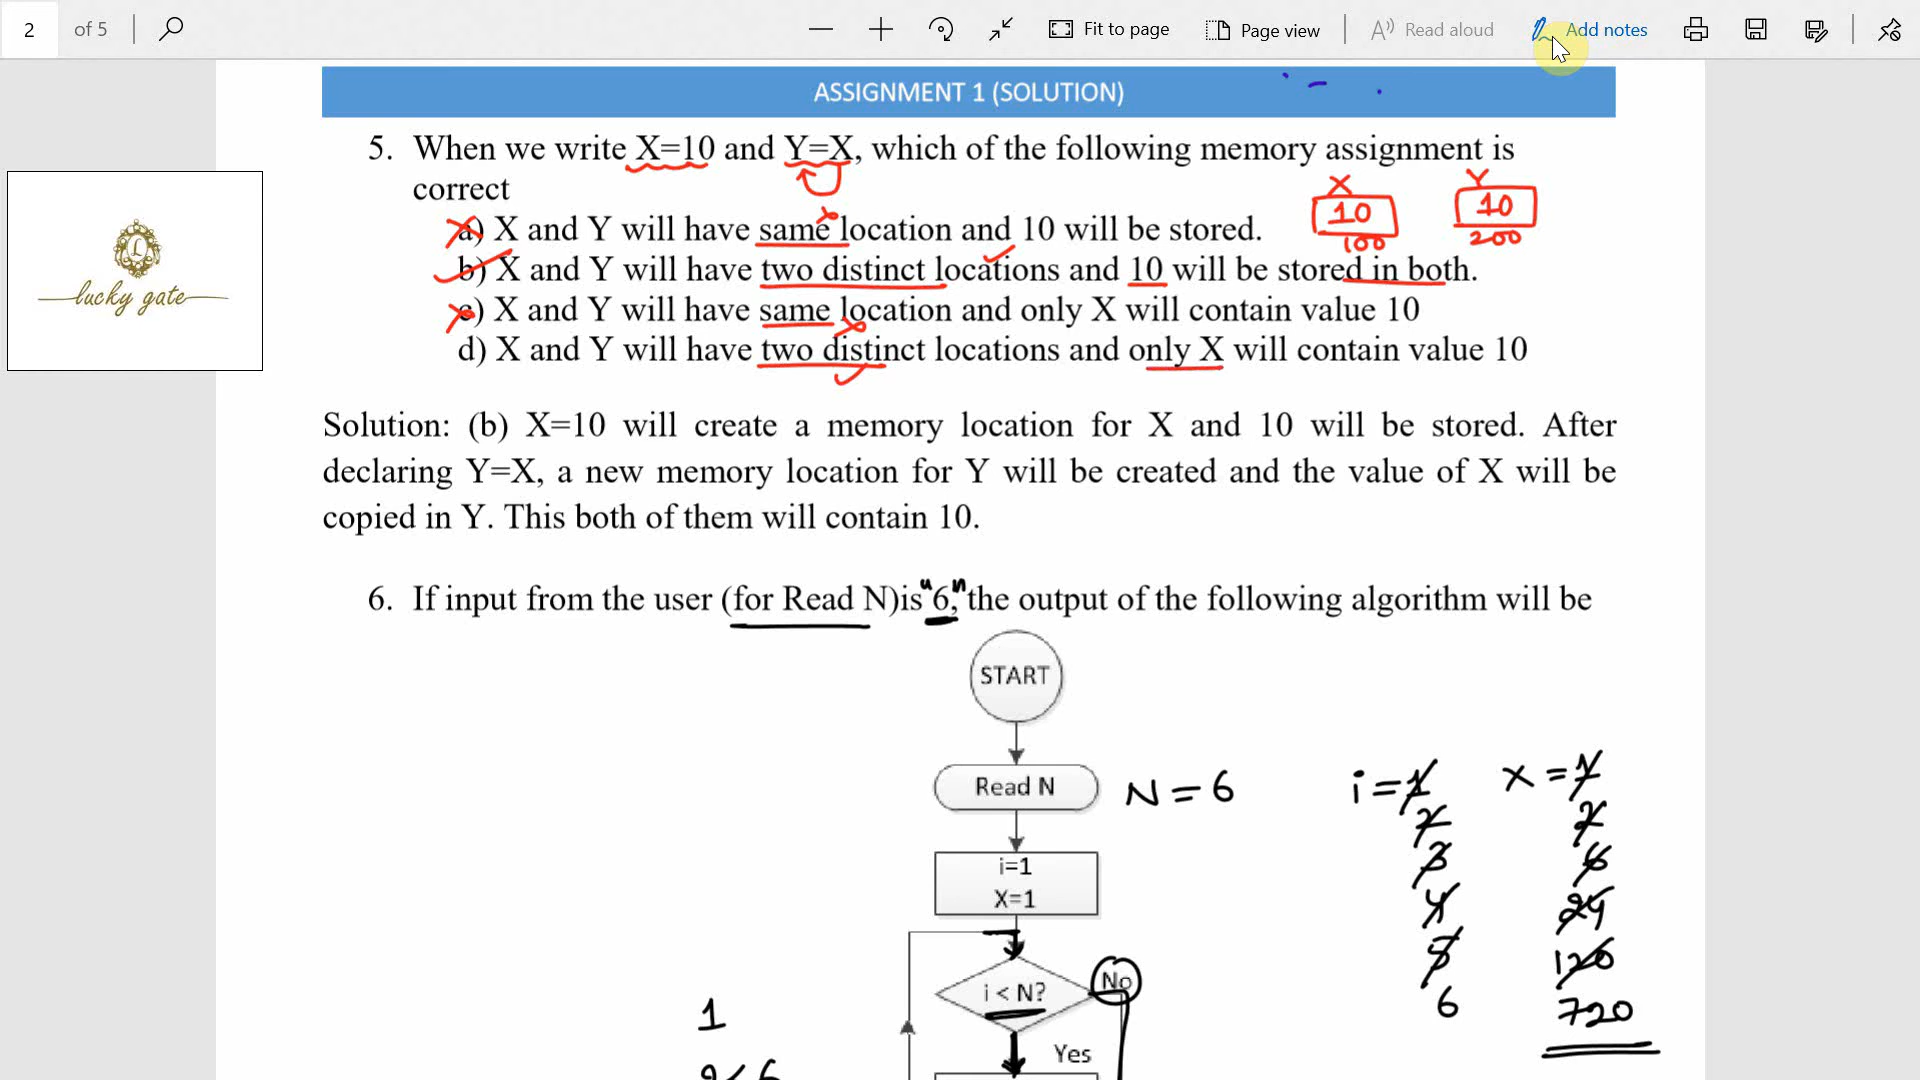 2 of 5 Fit to page Page view Read aloud Add notes
ASSIGNMENT 1 (SOLUTION)
5. When we write X=10 and Y=X, which of the following memory assignment is
correct
X Y
10 10
100 200
a) X and Y will have same location and 10 will be stored.
b) X and Y will have two distinct locations and 10 will be stored in both.
c) X and Y will have same location and only X will contain value 10
d) X and Y will have two distinct locations and only X will contain value 10
L
lucky gate
Solution: (b) X=10 will create a memory location for X and 10 will be stored. After
declaring Y=X, a new memory location for Y will be created and the value of X will be
copied in Y. This both of them will contain 10.
6. If input from the user (for Read N)is "6," the output of the following algorithm will be
START
Read N
N = 6
i=1
X=1
i < N?
No
Yes
i = 1
2
3
4
5
6
x = 1
2
6
24
120
720
1